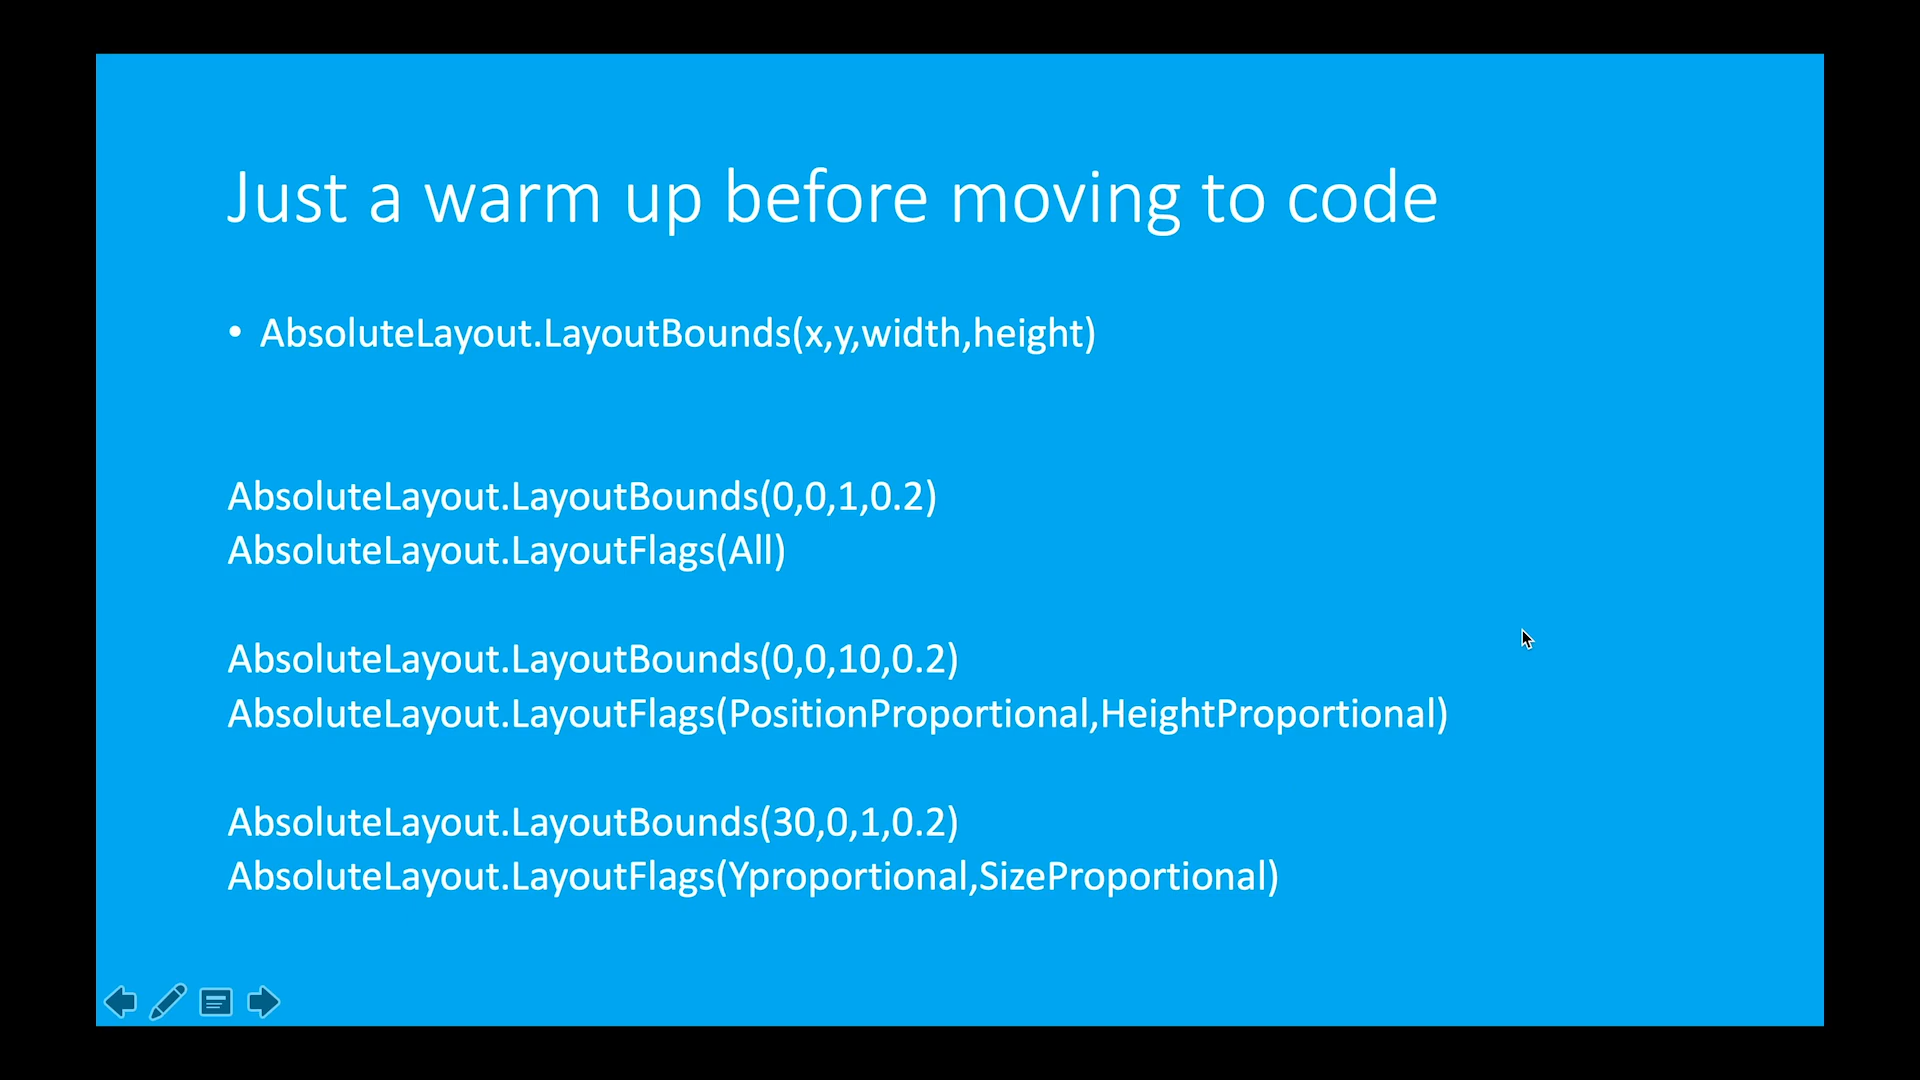 Just a warm up before moving to code
• AbsoluteLayout.LayoutBounds(x,y,width,height)
AbsoluteLayout.LayoutBounds(0,0,1,0.2)
AbsoluteLayout.LayoutFlags(All)
AbsoluteLayout.LayoutBounds(0,0,10,0.2)
AbsoluteLayout.LayoutFlags(PositionProportional,HeightProportional)
AbsoluteLayout.LayoutBounds(30,0,1,0.2)
AbsoluteLayout.LayoutFlags(Yproportional,SizeProportional)